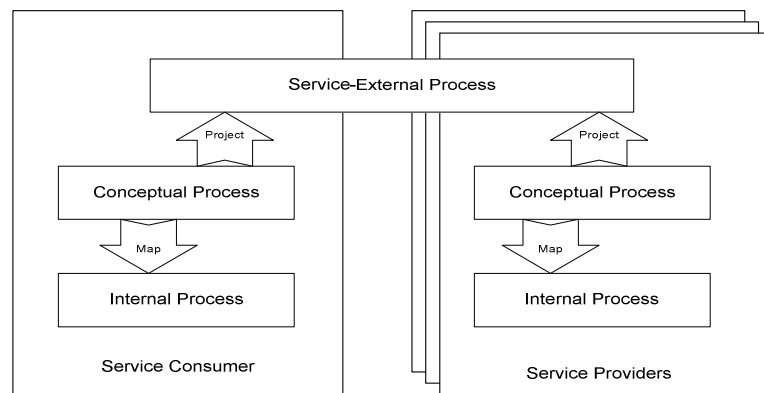 Service-External Process
Project
Project
Conceptual Process
Conceptual Process
Map
Map
Internal Process
Internal Process
Service Consumer
Service Providers